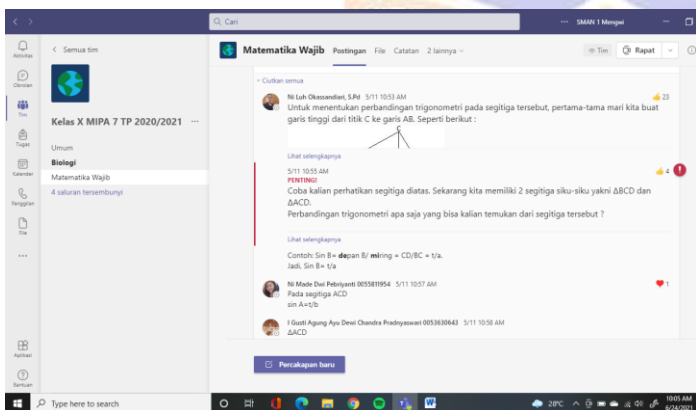 Cari
SMAN 1 Mengwi
Aktivitas
Obrolan
Tim
Tugas
Kalender
Panggilan
File
Aplikasi
Bantuan
Semua tim
Kelas X MIPA 7 TP 2020/2021
Umum
Biologi
Matematika Wajib
4 saluran tersembunyi
Matematika Wajib Postingan File Catatan 2 lainnya
Tim
Rapat
Ciutkan semua
Ni Luh Okassandiari, S.Pd 5/11 10:53 AM
23
Untuk menentukan perbandingan trigonometri pada segitiga tersebut, pertama-tama mari kita buat
garis tinggi dari titik C ke garis AB. Seperti berikut :
C
Lihat selengkapnya
5/11 10:55 AM
4
PENTING!
Coba kalian perhatikan segitiga diatas. Sekarang kita memiliki 2 segitiga siku-siku yakni ΔBCD dan
ΔACD.
Perbandingan trigonometri apa saja yang bisa kalian temukan dari segitiga tersebut ?
Lihat selengkapnya
Contoh: Sin B= depan B/ miring = CD/BC = t/a.
Jadi, Sin B= t/a
Ni Made Dwi Pebriyanti 0055811954 5/11 10:57 AM
1
Pada segitiga ACD
sin A=t/b
I Gusti Agung Ayu Dewi Chandra Pradnyaswari 0053630643 5/11 10:58 AM
ΔACD
Percakapan baru
Type here to search
28°C
10:05 AM
6/24/2021